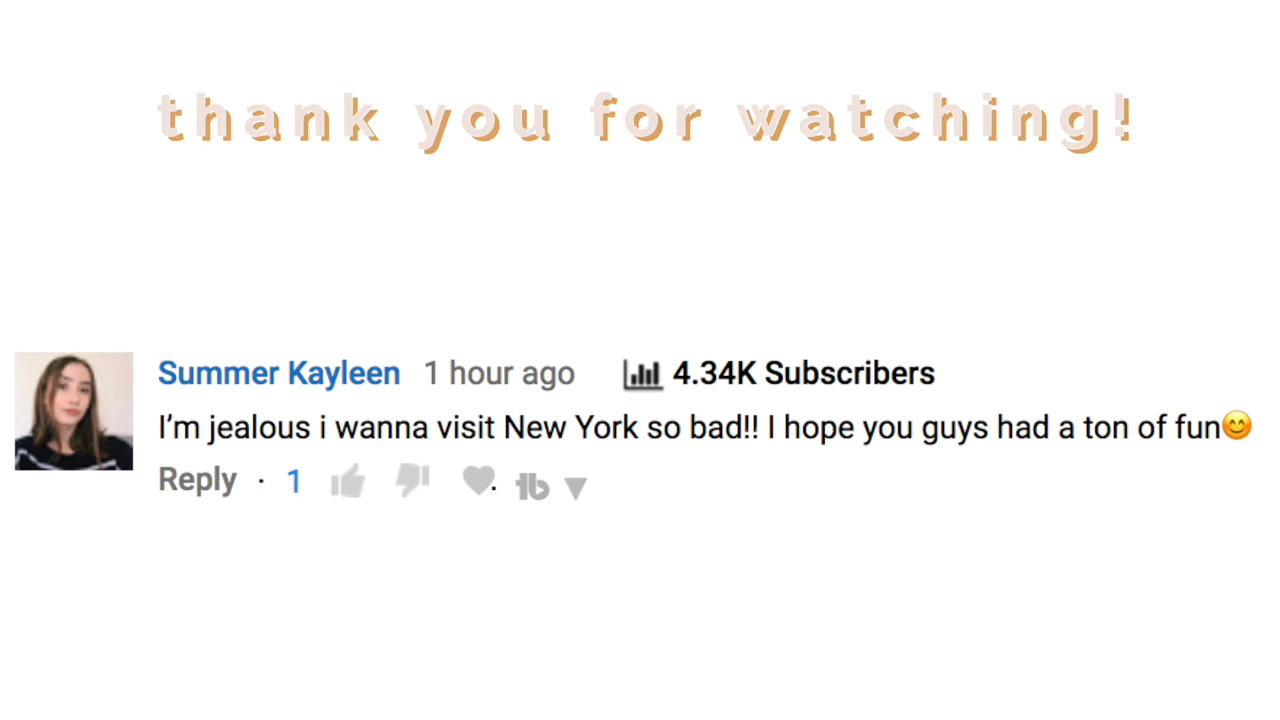 thank you for watching!
Summer Kayleen 1 hour ago 4.34K Subscribers
I'm jealous i wanna visit New York so bad!! I hope you guys had a ton of fun😊
Reply · 1